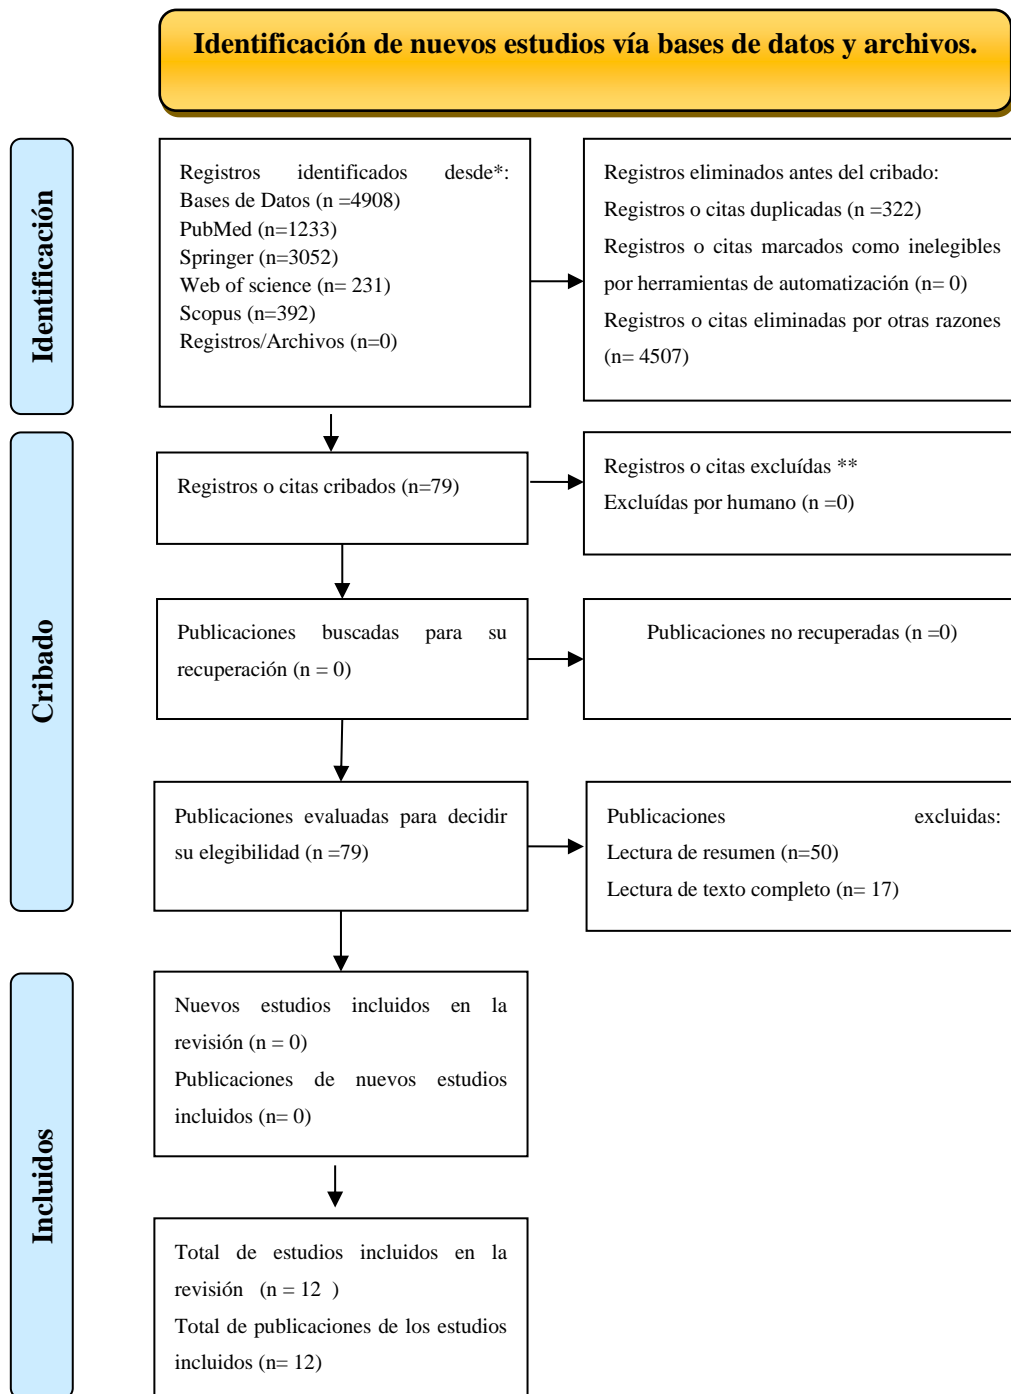 Identificación de nuevos estudios vía bases de datos y archivos.
Identificación
Registros identificados desde*:
Bases de Datos (n =4908)
PubMed (n=1233)
Springer (n=3052)
Web of science (n= 231)
Scopus (n=392)
Registros/Archivos (n=0)
Registros eliminados antes del cribado:
Registros o citas duplicadas (n =322)
Registros o citas marcados como inelegibles
por herramientas de automatización (n= 0)
Registros o citas eliminadas por otras razones
(n= 4507)
Cribado
Registros o citas cribados (n=79)
Registros o citas excluídas **
Excluídas por humano (n =0)
Publicaciones buscadas para su
recuperación (n = 0)
Publicaciones no recuperadas (n =0)
Publicaciones evaluadas para decidir
su elegibilidad (n =79)
Publicaciones excluidas:
Lectura de resumen (n=50)
Lectura de texto completo (n= 17)
Incluidos
Nuevos estudios incluidos en la
revisión (n = 0)
Publicaciones de nuevos estudios
incluidos (n= 0)
Total de estudios incluidos en la
revisión (n = 12 )
Total de publicaciones de los estudios
incluidos (n= 12)